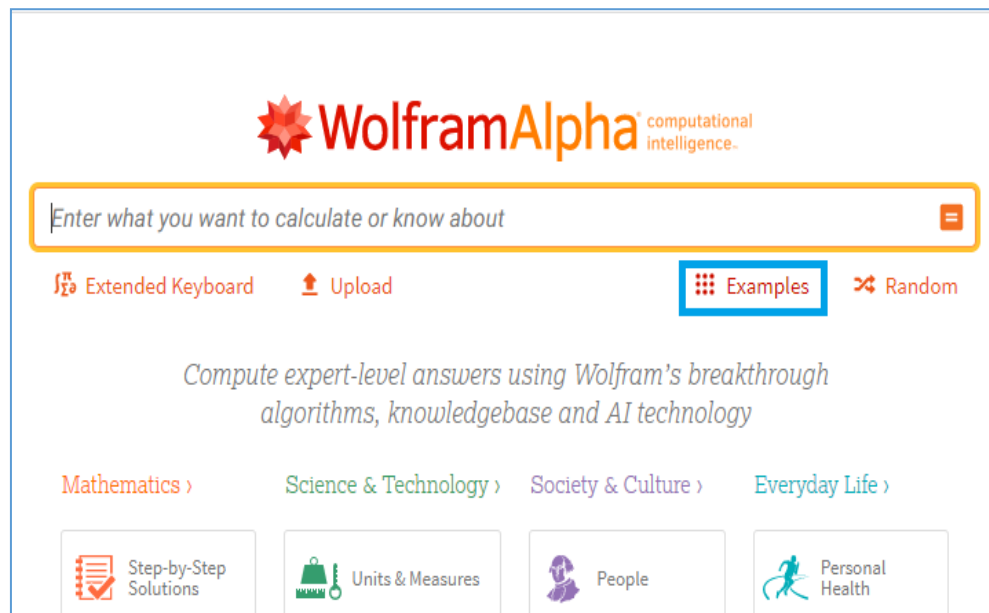 WolframAlpha computational
intelligence™
Enter what you want to calculate or know about
Extended Keyboard Upload Examples Random
Compute expert-level answers using Wolfram's breakthrough
algorithms, knowledgebase and AI technology
Mathematics › Science & Technology › Society & Culture › Everyday Life ›
Step-by-Step
Solutions
Units & Measures
People
Personal
Health